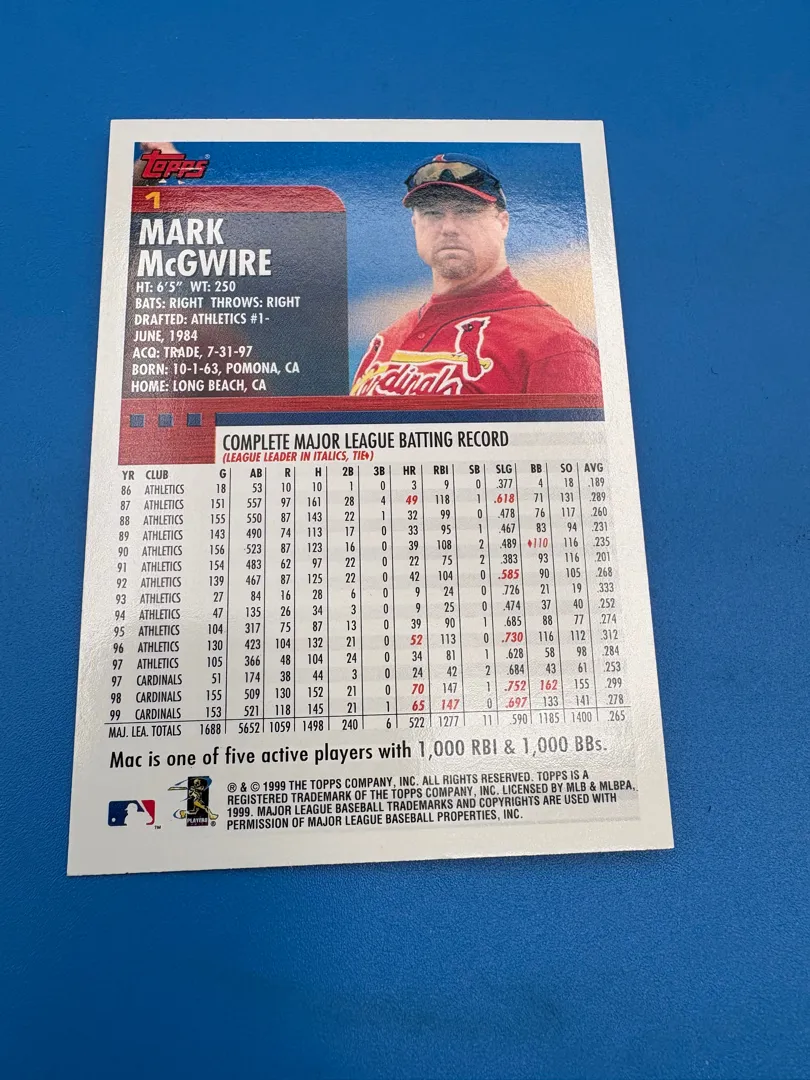 TOPPS®
1
MARK
McGWIRE
HT: 6'5" WT: 250
BATS: RIGHT THROWS: RIGHT
DRAFTED: ATHLETICS #1-
JUNE, 1984
ACQ: TRADE, 7-31-97
BORN: 10-1-63, POMONA, CA
HOME: LONG BEACH, CA
Cardinals
COMPLETE MAJOR LEAGUE BATTING RECORD
(LEAGUE LEADER IN ITALICS, TIE♦)
YR CLUB G AB R H 2B 3B HR RBI SB SLG BB SO AVG
86 ATHLETICS 18 53 10 10 1 0 3 9 0 .377 4 18 .189
87 ATHLETICS 151 557 97 161 28 4 49 118 1 .618 71 131 .289
88 ATHLETICS 155 550 87 143 22 1 32 99 0 .478 76 117 .260
89 ATHLETICS 143 490 74 113 17 0 33 95 1 .467 83 94 .231
90 ATHLETICS 156 523 87 123 16 0 39 108 2 .489 ♦110 116 .235
91 ATHLETICS 154 483 62 97 22 0 22 75 2 .383 93 116 .201
92 ATHLETICS 139 467 87 125 22 0 42 104 0 .585 90 105 .268
93 ATHLETICS 27 84 16 28 6 0 9 24 0 .726 21 19 .333
94 ATHLETICS 47 135 26 34 3 0 9 25 0 .474 37 40 .252
95 ATHLETICS 104 317 75 87 13 0 39 90 1 .685 88 77 .274
96 ATHLETICS 130 423 104 132 21 0 52 113 0 .730 116 112 .312
97 ATHLETICS 105 366 48 104 24 0 34 81 1 .628 58 98 .284
97 CARDINALS 51 174 38 44 3 0 24 42 2 .684 43 61 .253
98 CARDINALS 155 509 130 152 21 0 70 147 1 .752 162 155 .299
99 CARDINALS 153 521 118 145 21 1 65 147 0 .697 133 141 .278
MAJ. LEA. TOTALS 1688 5652 1059 1498 240 6 522 1277 11 .590 1185 1400 .265
Mac is one of five active players with 1,000 RBI & 1,000 BBs.
® & © 1999 THE TOPPS COMPANY, INC. ALL RIGHTS RESERVED. TOPPS IS A
REGISTERED TRADEMARK OF THE TOPPS COMPANY, INC. LICENSED BY MLB & MLBPA,
1999. MAJOR LEAGUE BASEBALL TRADEMARKS AND COPYRIGHTS ARE USED WITH
PERMISSION OF MAJOR LEAGUE BASEBALL PROPERTIES, INC.
TM
PLAYERS
®